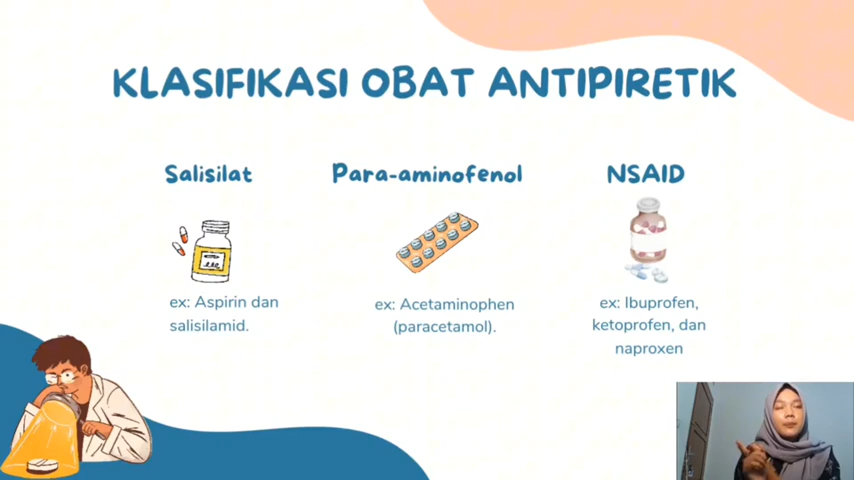 KLASIFIKASI OBAT ANTIPIRETIK
Salisilat
ex: Aspirin dan
salisilamid.
Para-aminofenol
ex: Acetaminophen
(paracetamol).
NSAID
ex: Ibuprofen,
ketoprofen, dan
naproxen